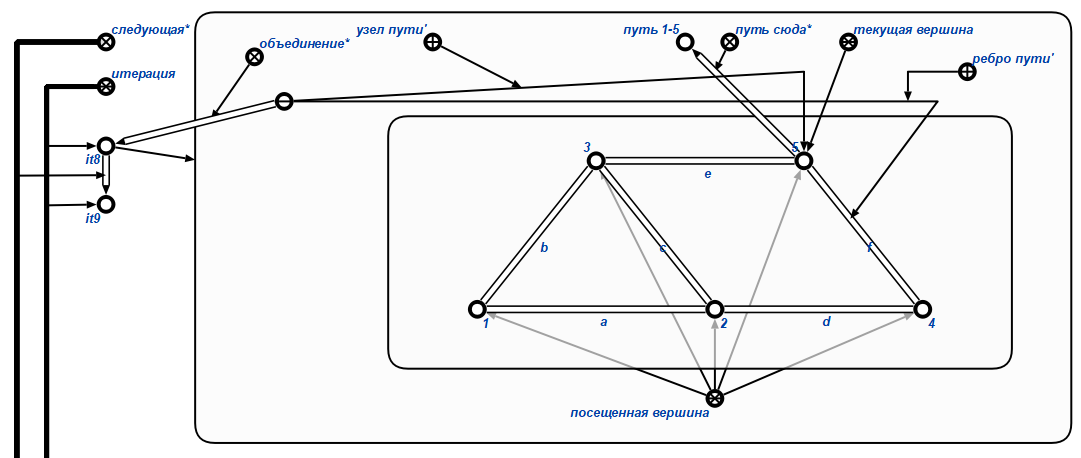 следующая*
объединение*
узел пути'
путь 1-5
путь сюда*
текущая вершина
ребро пути'
итерация
it8
it9
3
5
e
b
c
f
1
a
2
d
4
посещенная вершина